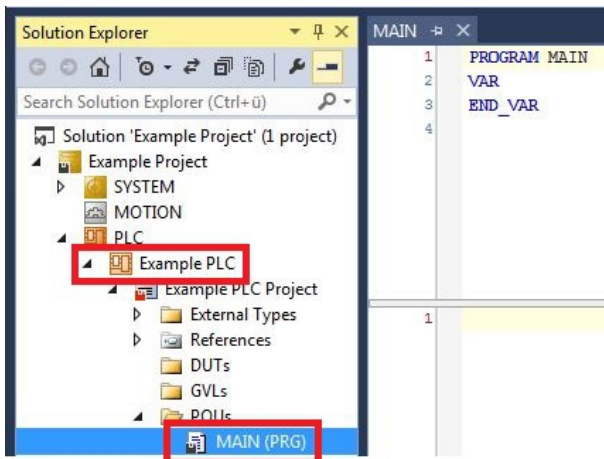 Solution Explorer
Search Solution Explorer (Ctrl+ü)
Solution 'Example Project' (1 project)
Example Project
SYSTEM
MOTION
PLC
Example PLC
Example PLC Project
External Types
References
DUTs
GVLs
POUs
MAIN (PRG)
MAIN
1 PROGRAM MAIN
2 VAR
3 END_VAR
4
1